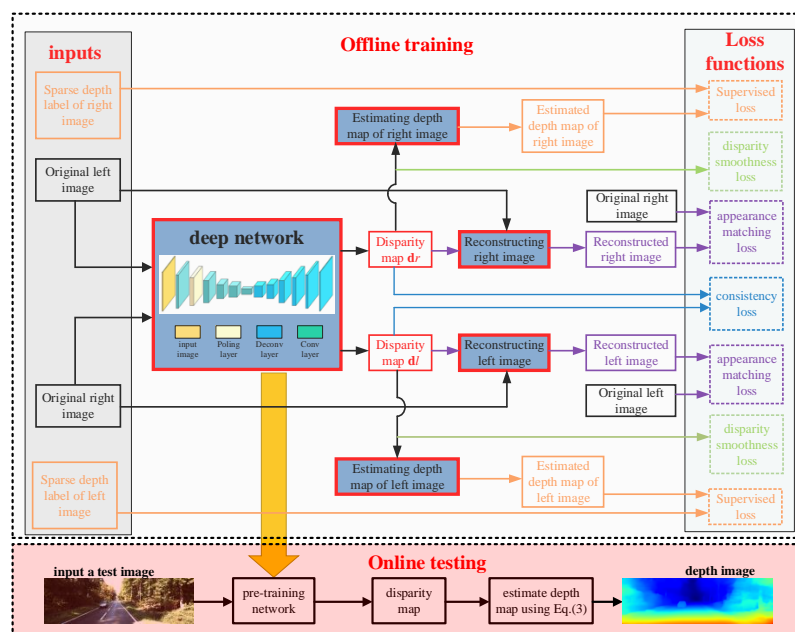 Offline training
inputs
Loss
functions
Sparse depth
label of right
image
Estimating depth
map of right image
Estimated
depth map of
right image
Supervised
loss
disparity
smoothness
loss
Original left
image
Original right
image
appearance
matching
loss
deep network
Disparity
map dr
Reconstructing
right image
Reconstructed
right image
input
image
Poling
layer
Deconv
layer
Conv
layer
consistency
loss
Disparity
map dl
Reconstructing
left image
Reconstructed
left image
appearance
matching
loss
Original right
image
Original left
image
disparity
smoothness
loss
Sparse depth
label of left
image
Estimating depth
map of left image
Estimated
depth map of
left image
Supervised
loss
Online testing
input a test image
depth image
pre-training
network
disparity
map
estimate depth
map using Eq.(3)